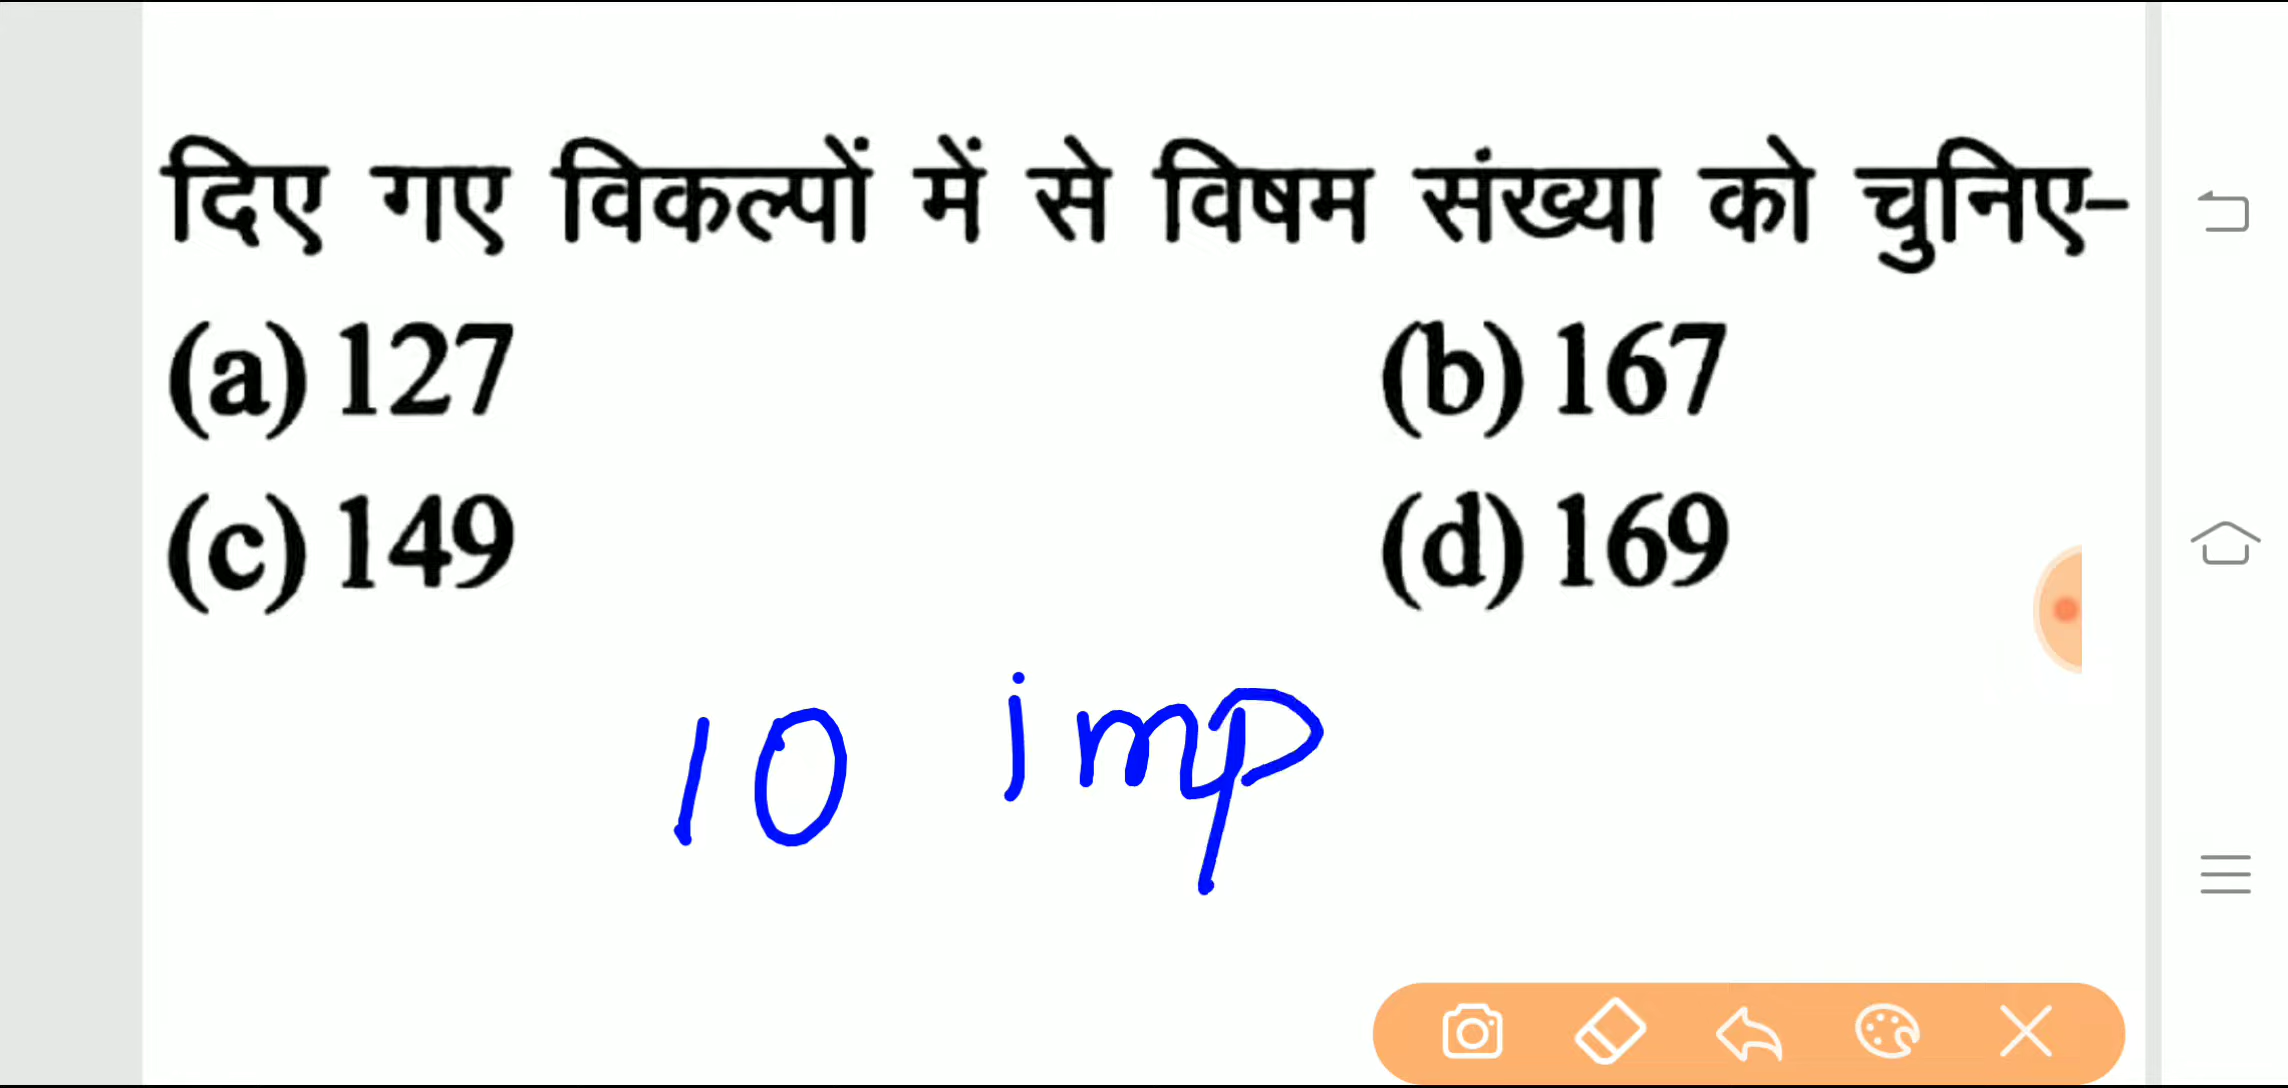 दिए गए विकल्पों में से विषम संख्या को चुनिए–
(a) 127 (b) 167
(c) 149 (d) 169
10 imp